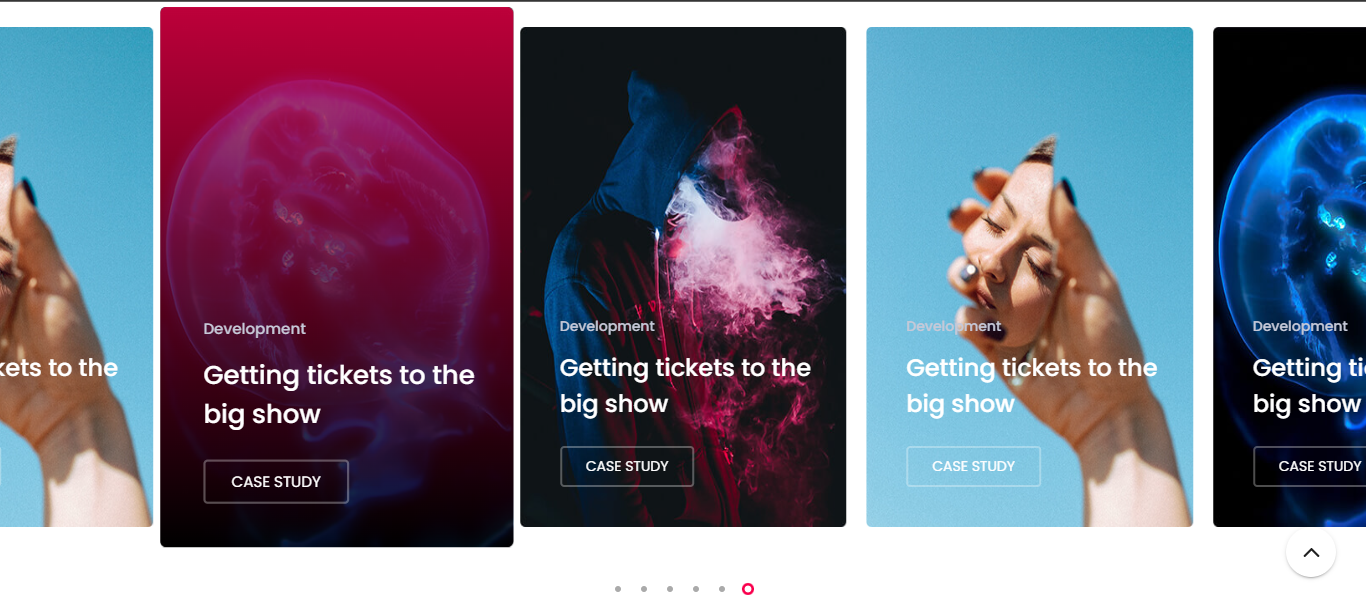 kets to the
Development
Getting tickets to the
big show
CASE STUDY
Development
Getting tickets to the
big show
CASE STUDY
Development
Getting tickets to the
big show
CASE STUDY
Development
Getting ti
big show
CASE STUDY